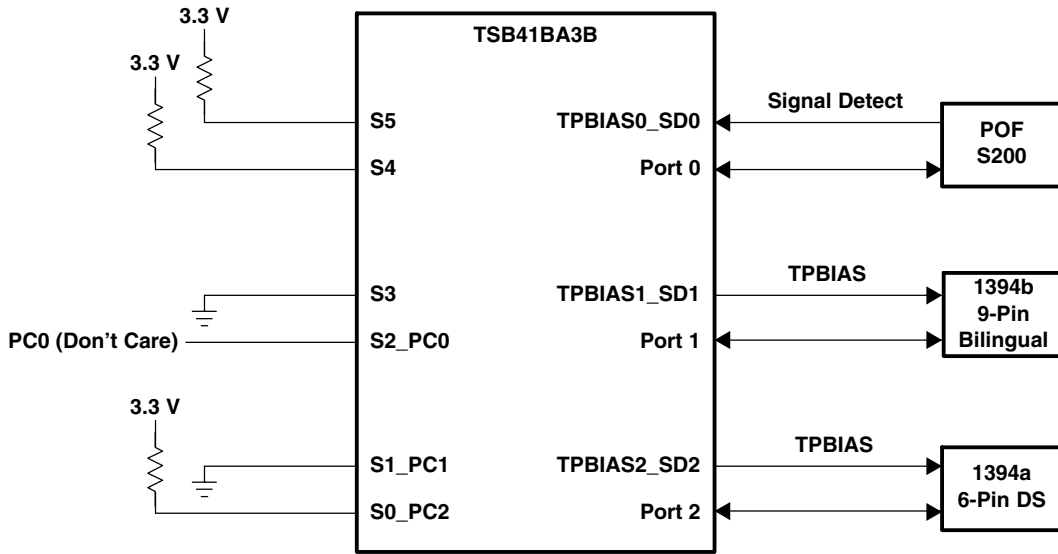 3.3 V
TSB41BA3B
3.3 V
Signal Detect
S5
TPBIAS0_SD0
POF
S200
S4
Port 0
TPBIAS
S3
TPBIAS1_SD1
1394b
9-Pin
Bilingual
PC0 (Don't Care)
S2_PC0
Port 1
3.3 V
TPBIAS
S1_PC1
TPBIAS2_SD2
1394a
6-Pin DS
S0_PC2
Port 2